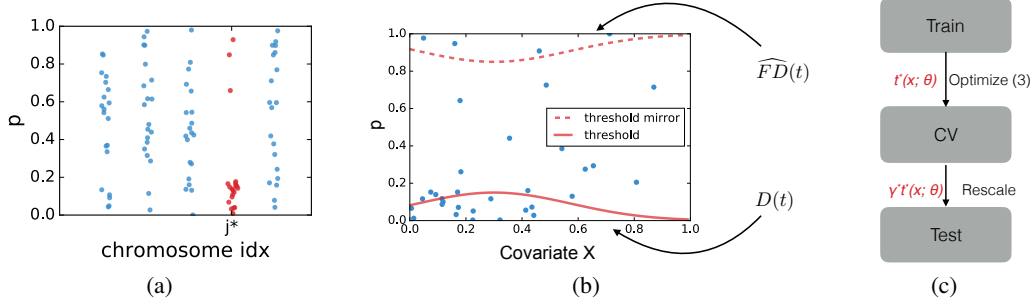 1.0
0.8
0.6
0.4
0.2
0.0
p
j*
chromosome idx
(a)
1.0
0.8
0.6
0.4
0.2
0.0
p
threshold mirror
threshold
0.0 0.2 0.4 0.6 0.8 1.0
Covariate X
$\widehat{FD}(t)$
D(t)
(b)
Train
t*(x; θ) Optimize (3)
CV
γ*t*(x; θ) Rescale
Test
(c)